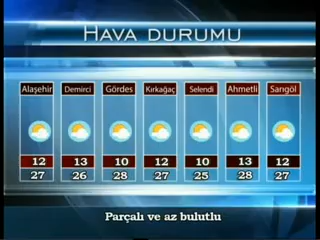 HAVA DURUMU
Alaşehir Demirci Gördes Kırkağaç Selendi Ahmetli Sarıgöl
12 13 10 12 10 13 12
27 26 28 27 25 28 27
Parçalı ve az bulutlu